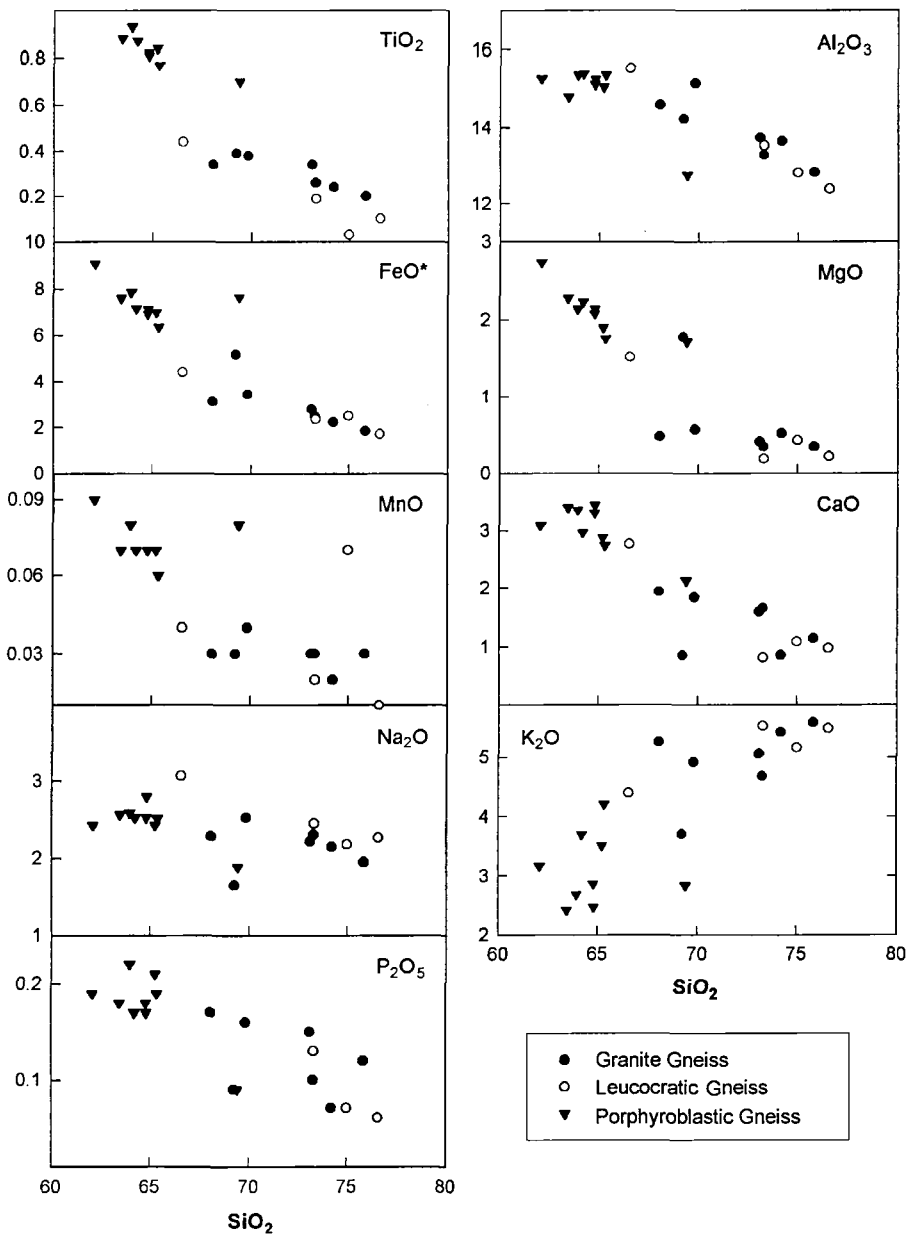 TiO2
0.8
0.6
0.4
0.2
Al2O3
16
14
12
FeO*
10
8
6
4
2
0
MgO
3
2
1
0
MnO
0.09
0.06
0.03
CaO
3
2
1
Na2O
3
2
1
K2O
5
4
3
2
60 65 70 75 80
SiO2
P2O5
0.2
0.1
60 65 70 75 80
SiO2
Granite Gneiss
Leucocratic Gneiss
Porphyroblastic Gneiss